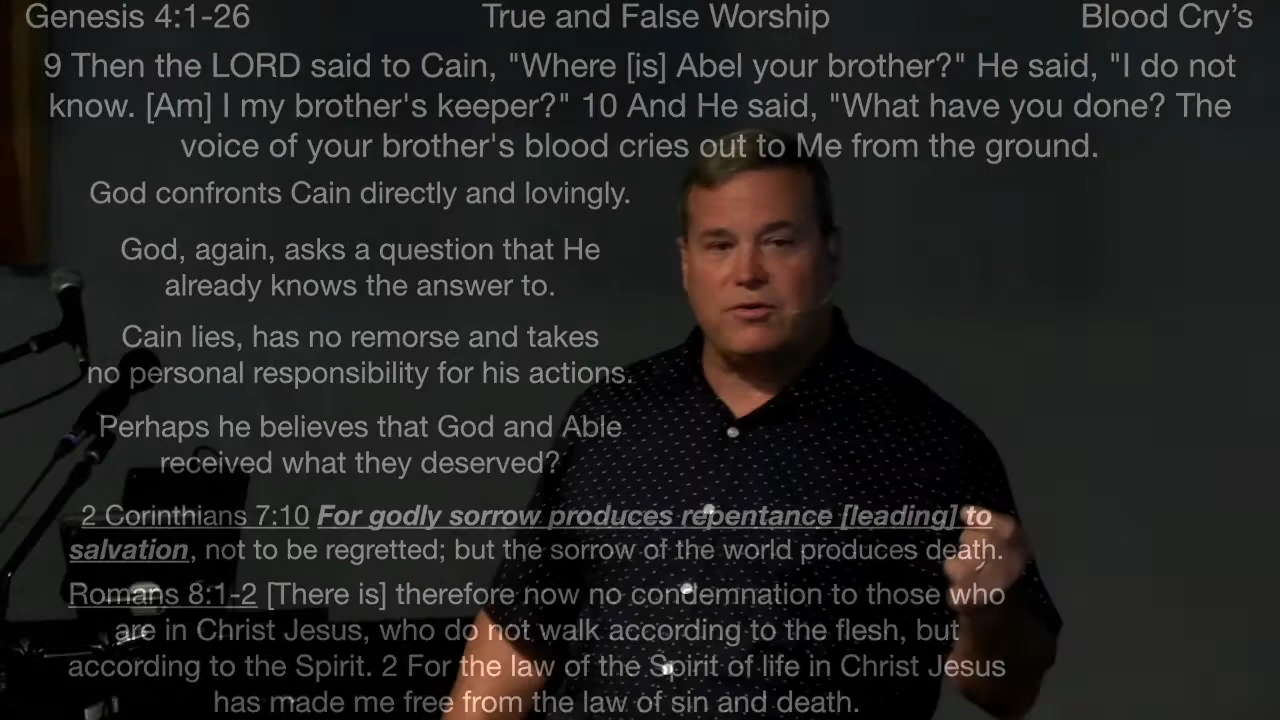 Genesis 4:1-26 True and False Worship Blood Cry's
9 Then the LORD said to Cain, "Where [is] Abel your brother?" He said, "I do not
know. [Am] I my brother's keeper?" 10 And He said, "What have you done? The
voice of your brother's blood cries out to Me from the ground.
God confronts Cain directly and lovingly.
God, again, asks a question that He
already knows the answer to.
Cain lies, has no remorse and takes
no personal responsibility for his actions.
Perhaps he believes that God and Able
received what they deserved?
2 Corinthians 7:10 For godly sorrow produces repentance [leading] to
salvation, not to be regretted; but the sorrow of the world produces death.
Romans 8:1-2 [There is] therefore now no condemnation to those who
are in Christ Jesus, who do not walk according to the flesh, but
according to the Spirit. 2 For the law of the Spirit of life in Christ Jesus
has made me free from the law of sin and death.